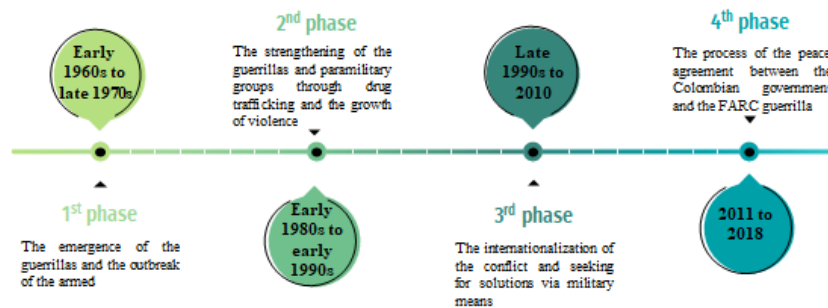 Early
1960s to
late 1970s
1st phase
The emergence of the
guerrillas and the outbreak
of the armed
2nd phase
The strengthening of the
guerrillas and paramilitary
groups through drug
trafficking and the growth
of violence
Early
1980s to
early
1990s
Late
1990s to
2010
3rd phase
The internationalization of
the conflict and seeking
for solutions via military
means
4th phase
The process of the peace
agreement between the
Colombian government
and the FARC guerrilla
2011 to
2018